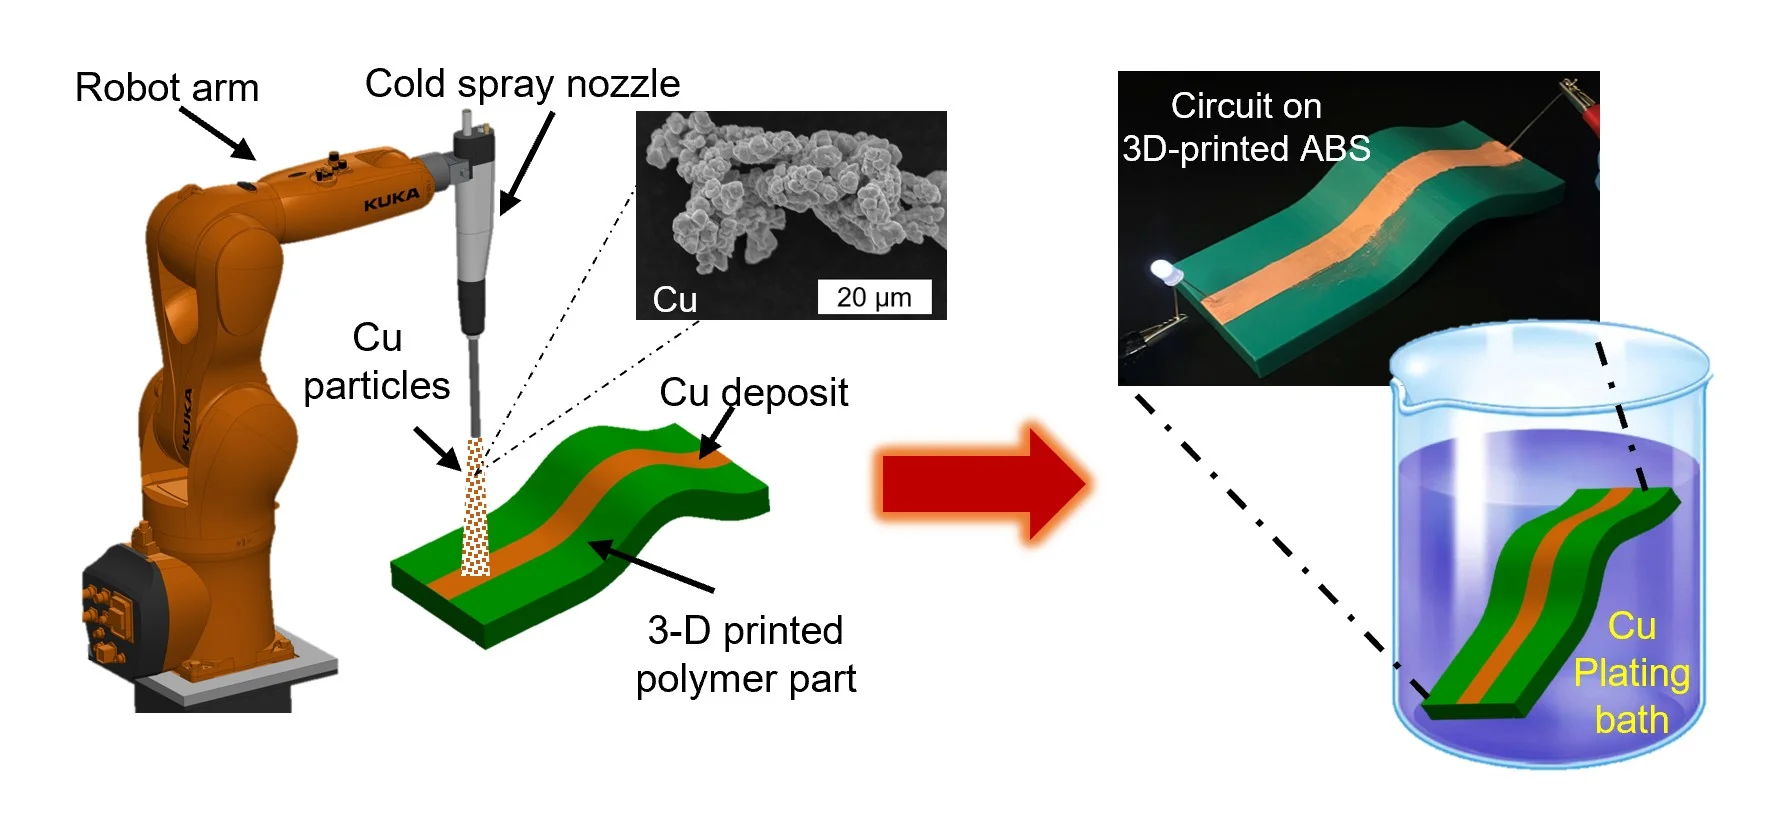 Robot arm
Cold spray nozzle
KUKA
KUKA
Cu
particles
Cu
20 µm
Cu deposit
3-D printed
polymer part
Circuit on
3D-printed ABS
Cu
Plating
bath